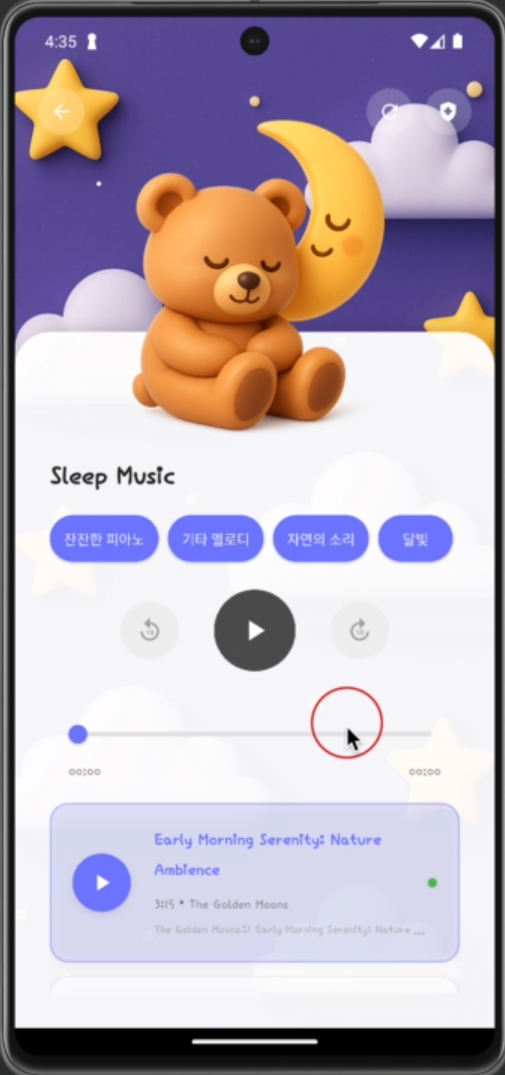 4:35
Sleep Music
잔잔한 피아노
기타 멜로디
자연의 소리
달빛
10
10
00:00
00:00
Early Morning Serenity: Nature
Ambience
3:15 • The Golden Moons
The Golden Moons의 Early Morning Serenity: Nature ...